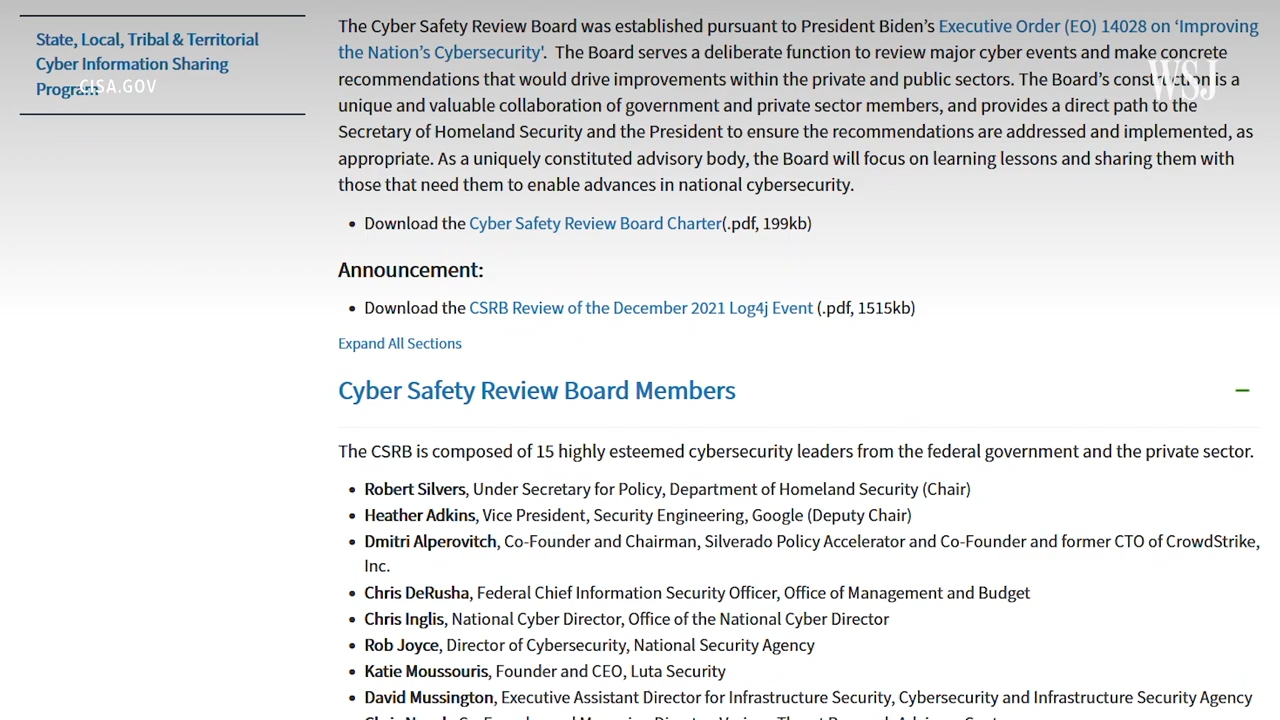 State, Local, Tribal & Territorial
Cyber Information Sharing
Program
CISA.GOV
WSJ
The Cyber Safety Review Board was established pursuant to President Biden's Executive Order (EO) 14028 on 'Improving
the Nation's Cybersecurity'. The Board serves a deliberate function to review major cyber events and make concrete
recommendations that would drive improvements within the private and public sectors. The Board's construction is a
unique and valuable collaboration of government and private sector members, and provides a direct path to the
Secretary of Homeland Security and the President to ensure the recommendations are addressed and implemented, as
appropriate. As a uniquely constituted advisory body, the Board will focus on learning lessons and sharing them with
those that need them to enable advances in national cybersecurity.
• Download the Cyber Safety Review Board Charter(.pdf, 199kb)
Announcement:
• Download the CSRB Review of the December 2021 Log4j Event (.pdf, 1515kb)
Expand All Sections
Cyber Safety Review Board Members
The CSRB is composed of 15 highly esteemed cybersecurity leaders from the federal government and the private sector.
• Robert Silvers, Under Secretary for Policy, Department of Homeland Security (Chair)
• Heather Adkins, Vice President, Security Engineering, Google (Deputy Chair)
• Dmitri Alperovitch, Co-Founder and Chairman, Silverado Policy Accelerator and Co-Founder and former CTO of CrowdStrike,
Inc.
• Chris DeRusha, Federal Chief Information Security Officer, Office of Management and Budget
• Chris Inglis, National Cyber Director, Office of the National Cyber Director
• Rob Joyce, Director of Cybersecurity, National Security Agency
• Katie Moussouris, Founder and CEO, Luta Security
• David Mussington, Executive Assistant Director for Infrastructure Security, Cybersecurity and Infrastructure Security Agency